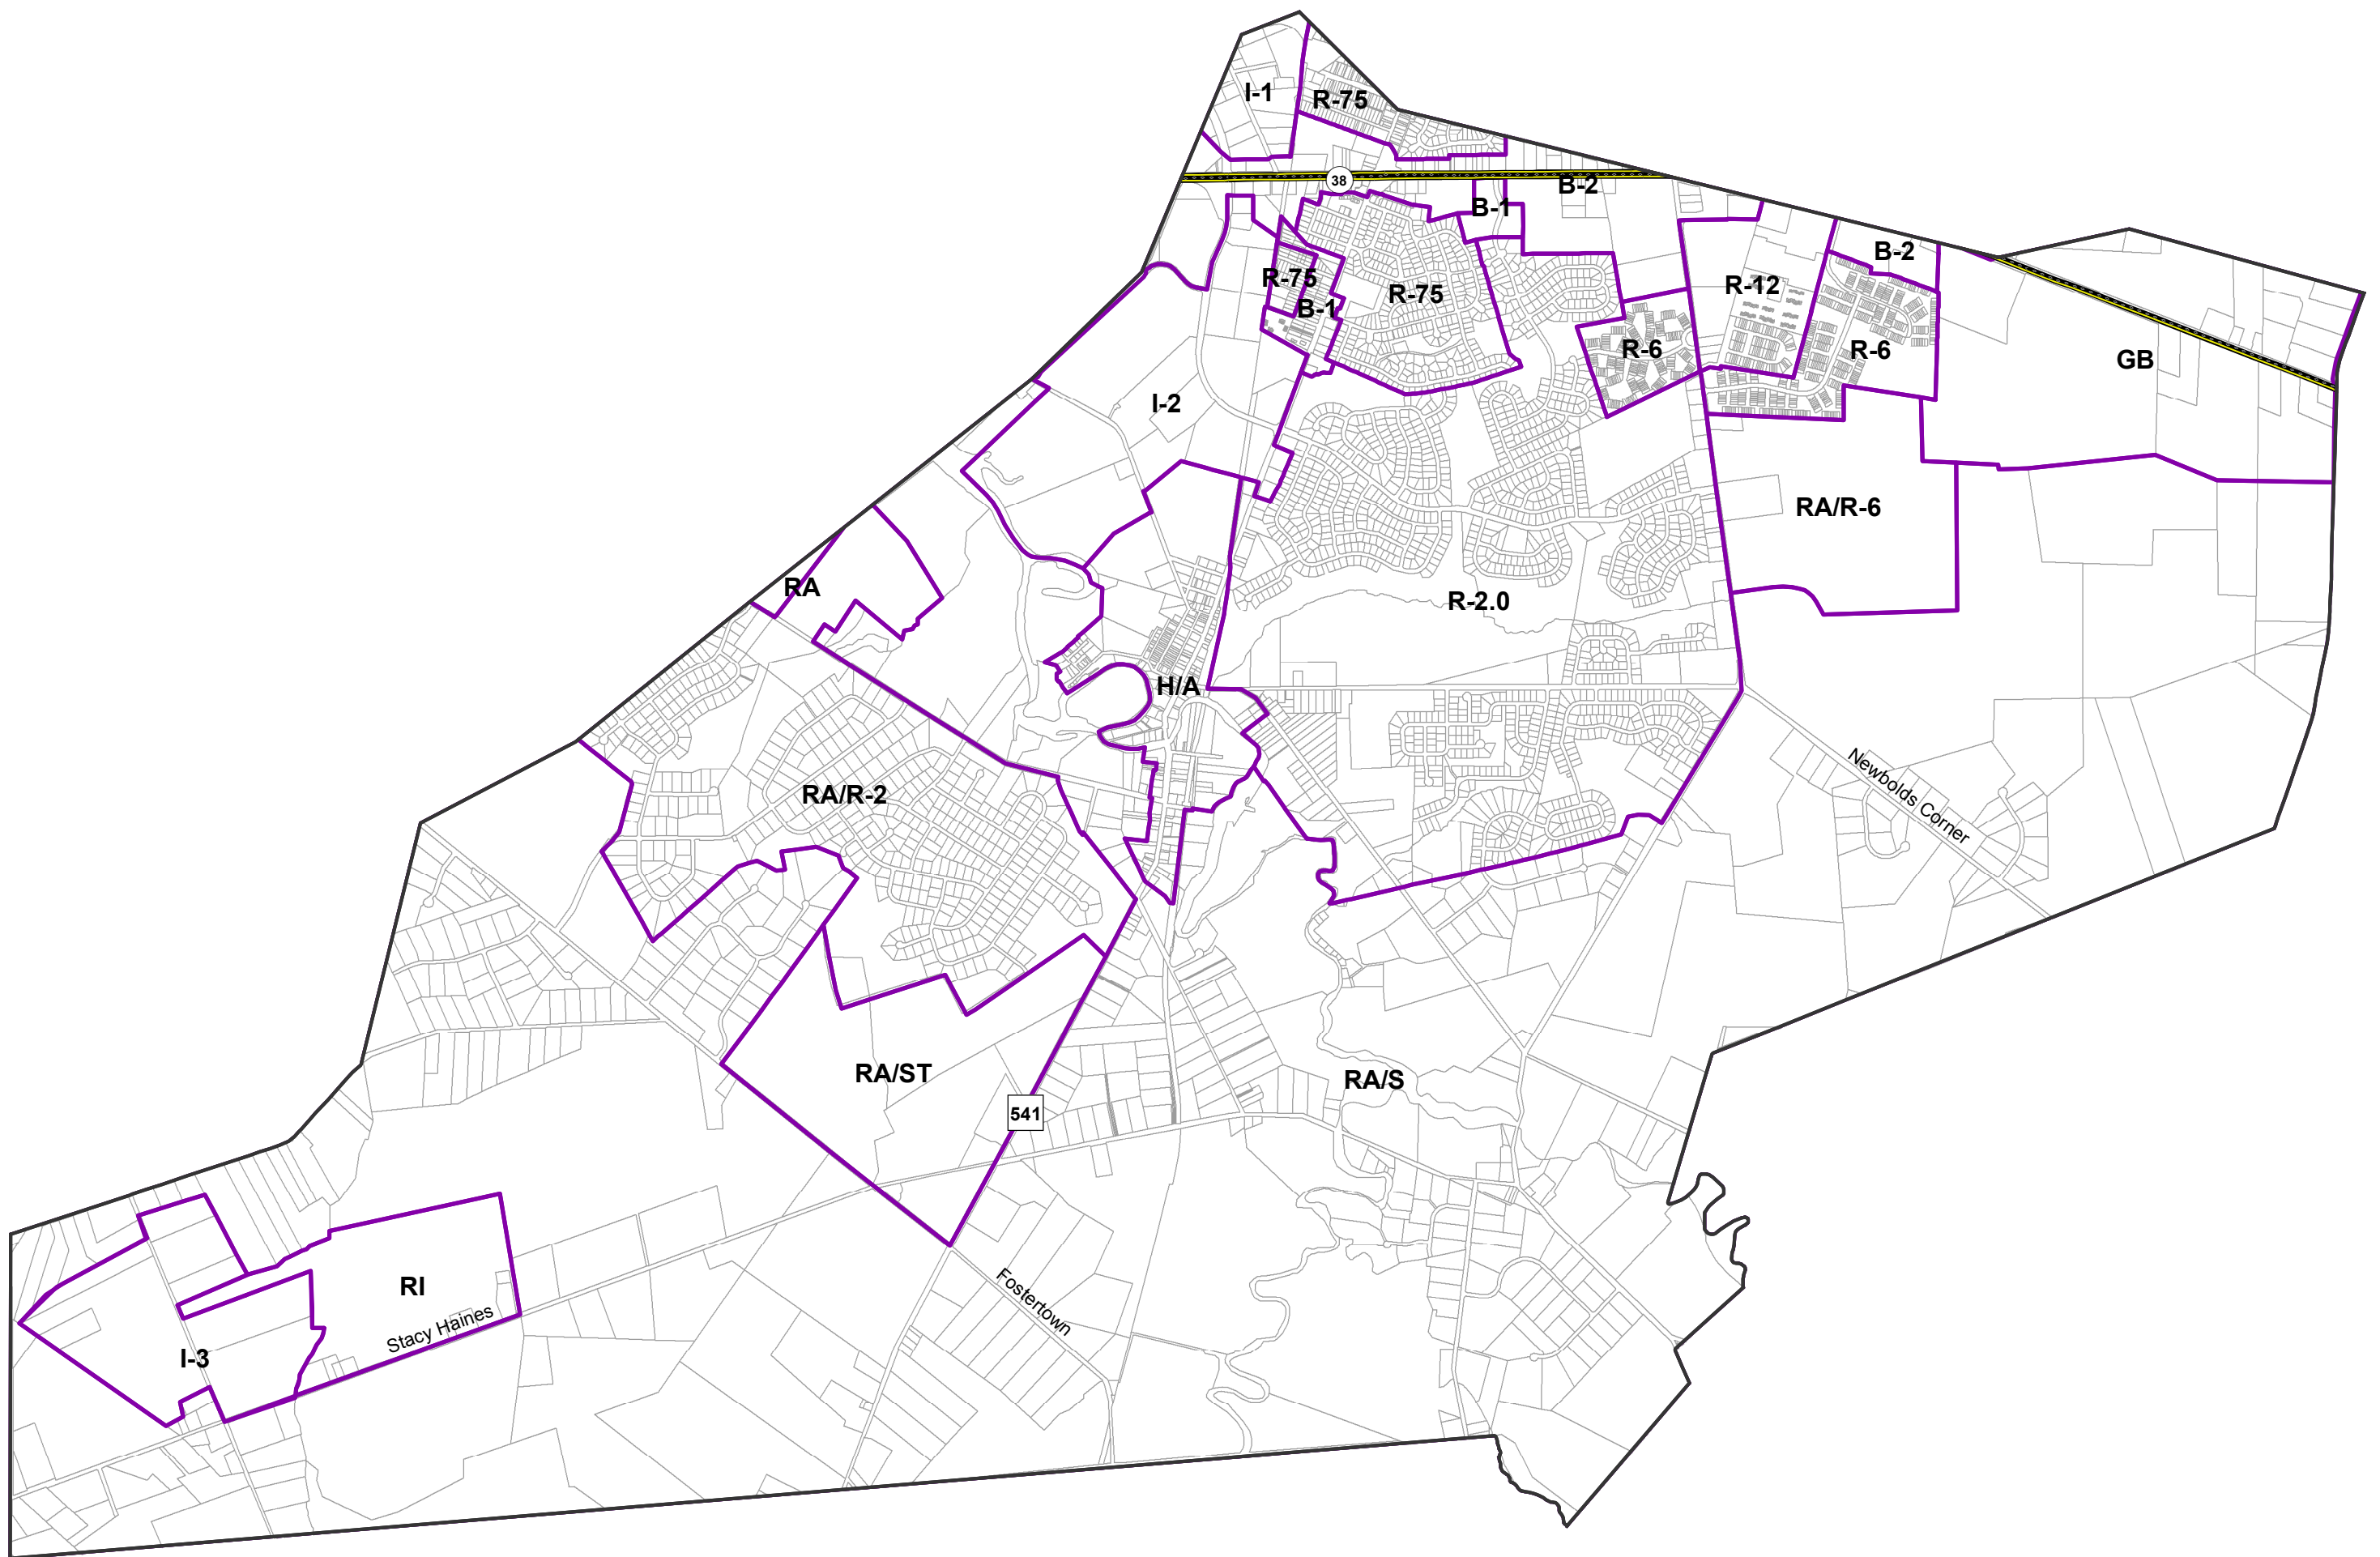 I-1
R-75
38
B-2
B-1
B-2
R-75
R-75
R-12
B-1
R-6
R-6
GB
I-2
RA/R-6
RA
R-2.0
H/A
Newbolds Corner
RA/R-2
RA/ST
RA/S
541
RI
Fostertown
Stacy Haines
I-3